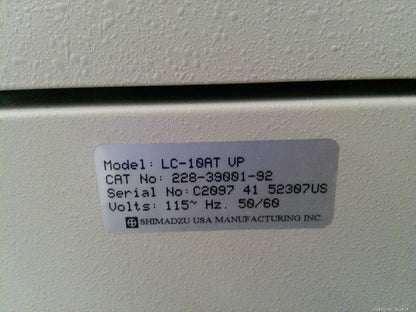 Model: LC-10AT VP
CAT No: 228-39001-92
Serial No:C2097 41 52307US
Volts: 115~ Hz. 50/60
SHIMADZU USA MANUFACTURING INC.